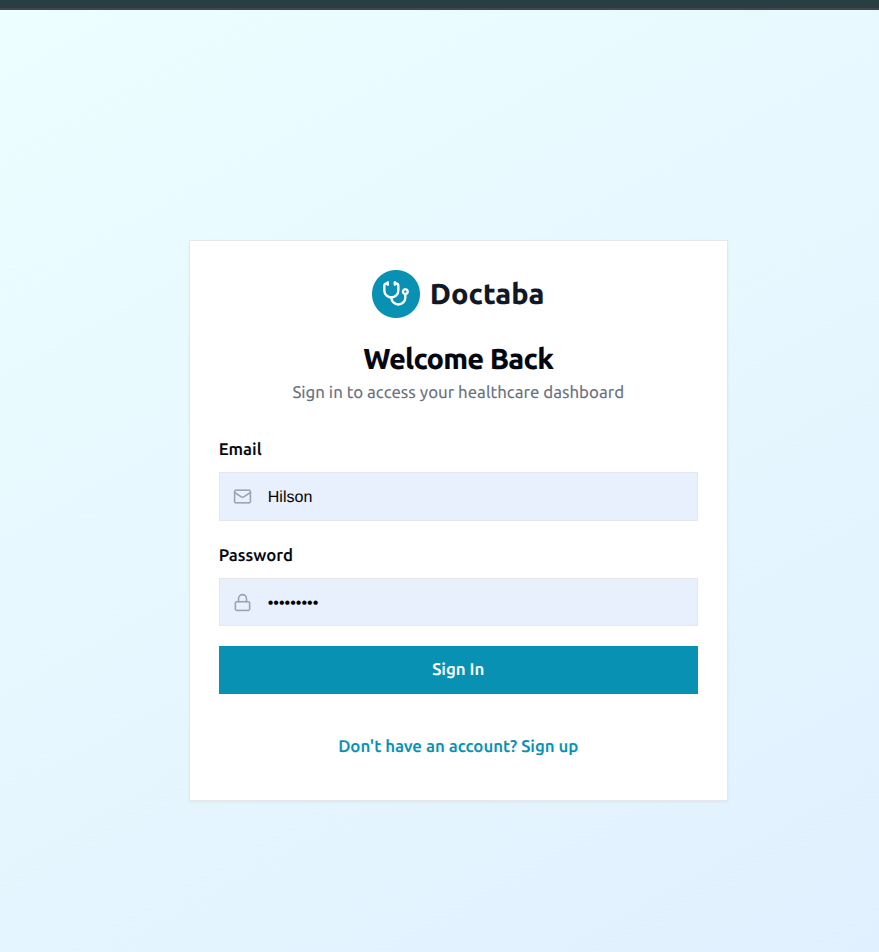 Doctaba
Welcome Back
Sign in to access your healthcare dashboard
Email
Hilson
Password
•••••••••
Sign In
Don't have an account? Sign up